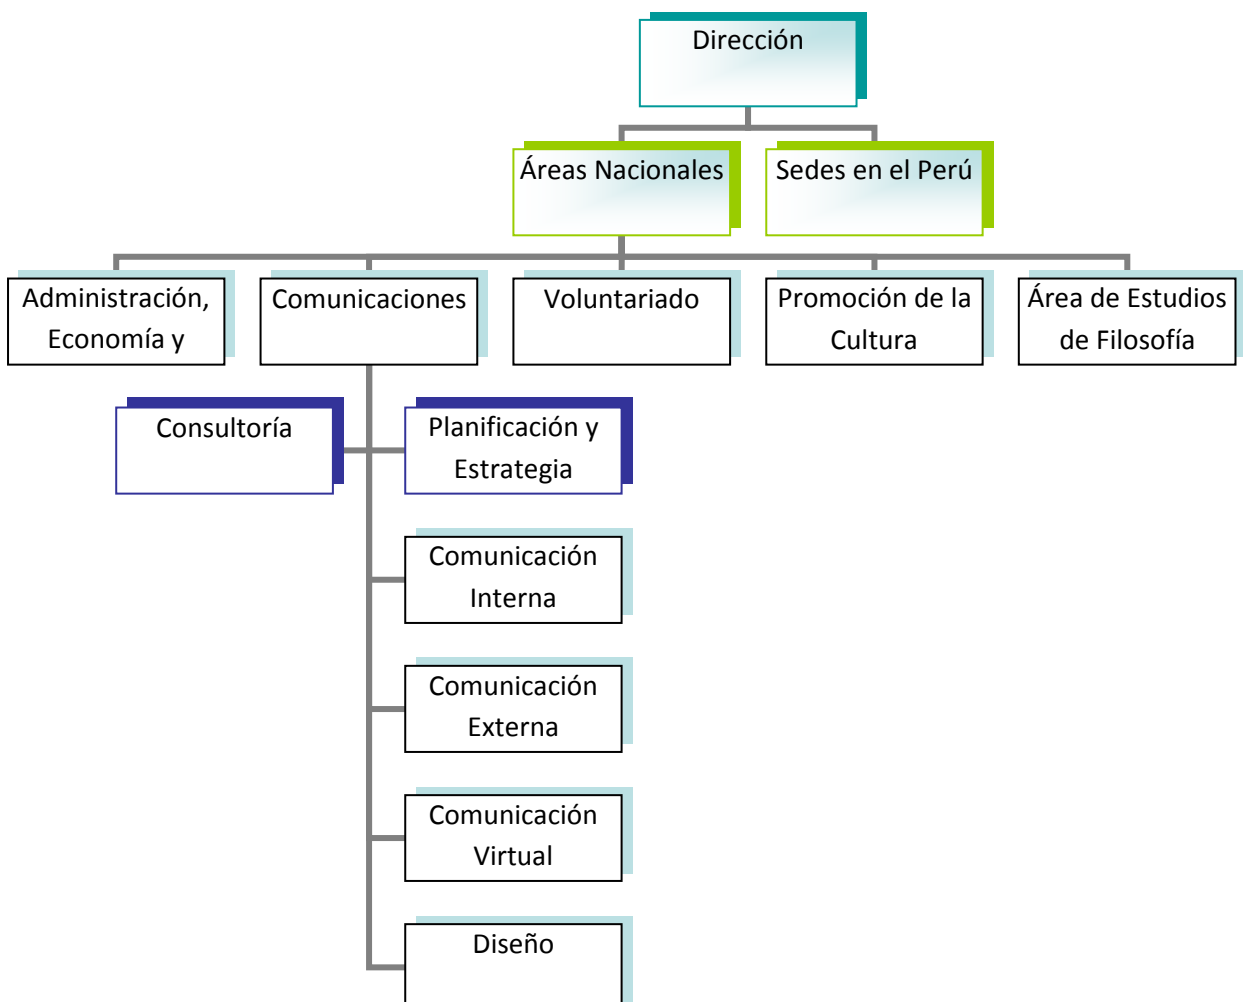 Dirección
Áreas Nacionales
Sedes en el Perú
Administración,
Economía y
Comunicaciones
Voluntariado
Promoción de la
Cultura
Área de Estudios
de Filosofía
Consultoría
Planificación y
Estrategia
Comunicación
Interna
Comunicación
Externa
Comunicación
Virtual
Diseño